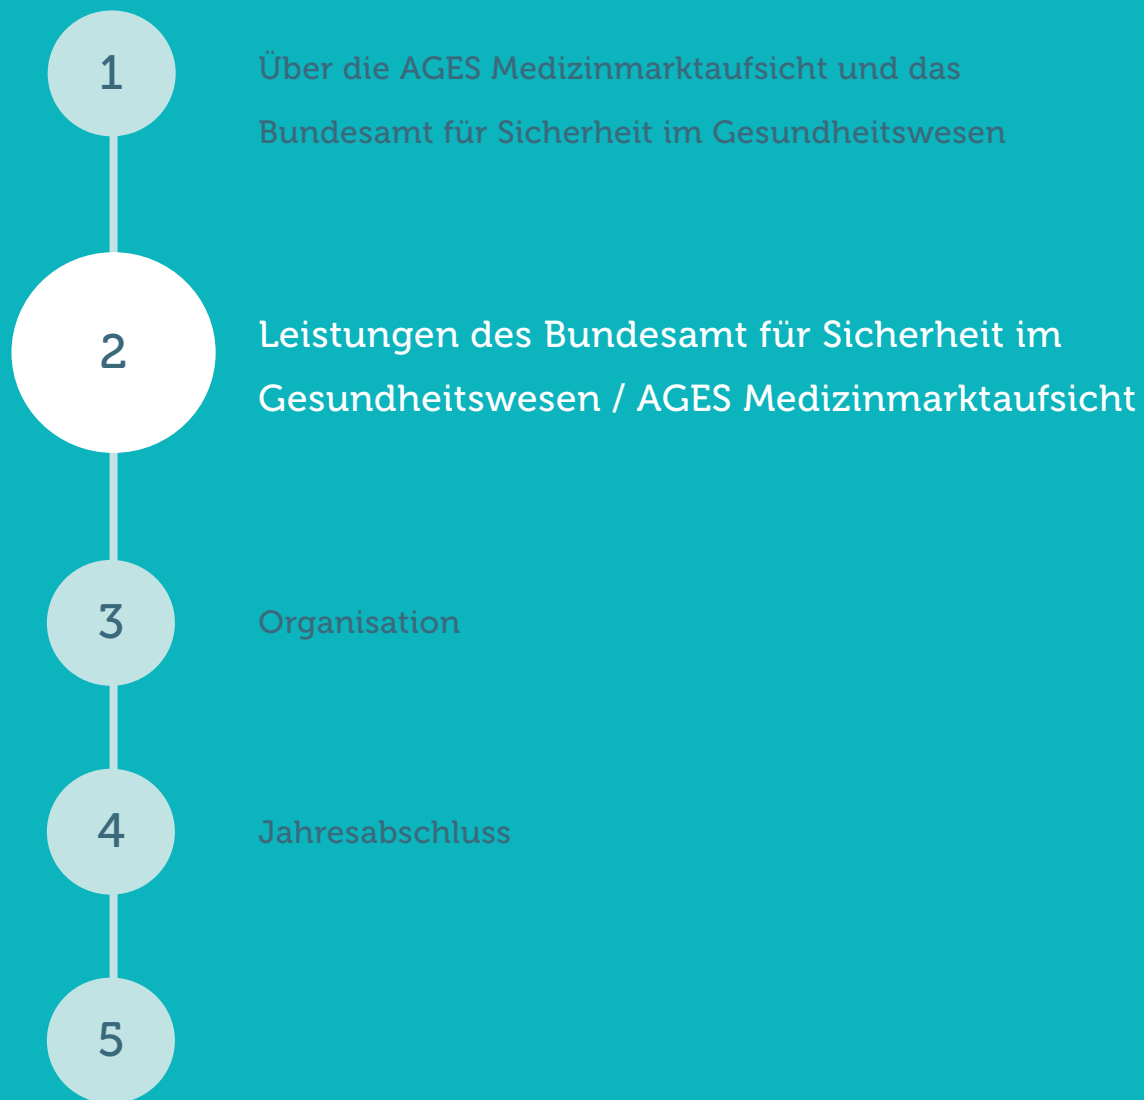 1
Über die AGES Medizinmarktaufsicht und das
Bundesamt für Sicherheit im Gesundheitswesen
2
Leistungen des Bundesamt für Sicherheit im
Gesundheitswesen / AGES Medizinmarktaufsicht
3
Organisation
4
Jahresabschluss
5